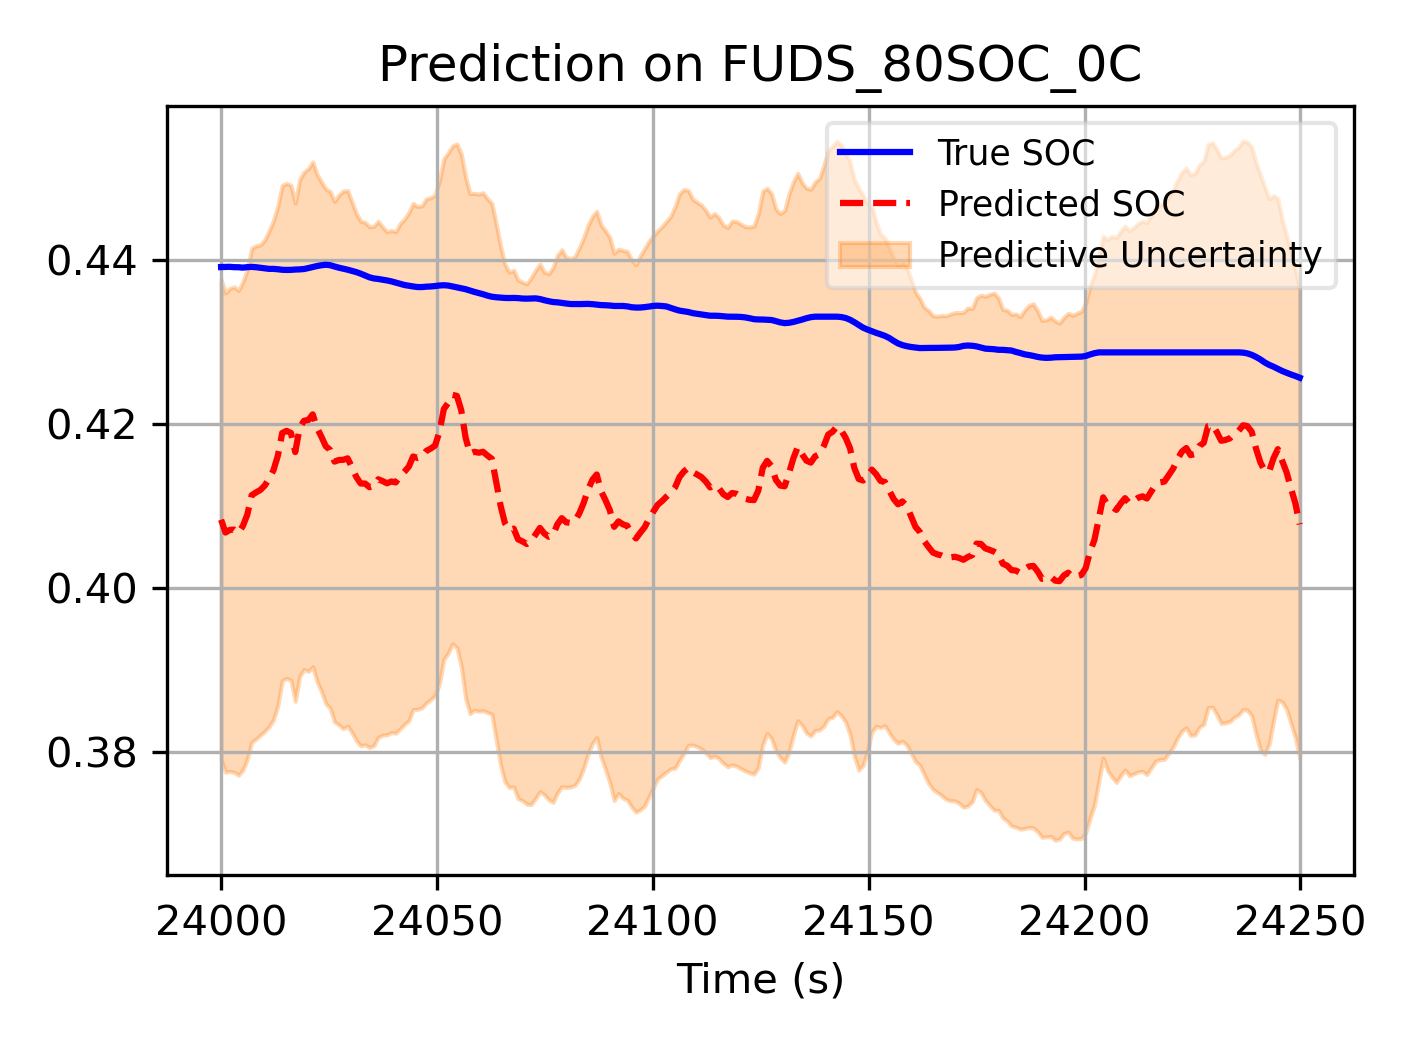 Prediction on FUDS_80SOC_0C
True SOC
Predicted SOC
Predictive Uncertainty
0.44
0.42
0.40
0.38
24000 24050 24100 24150 24200 24250
Time (s)